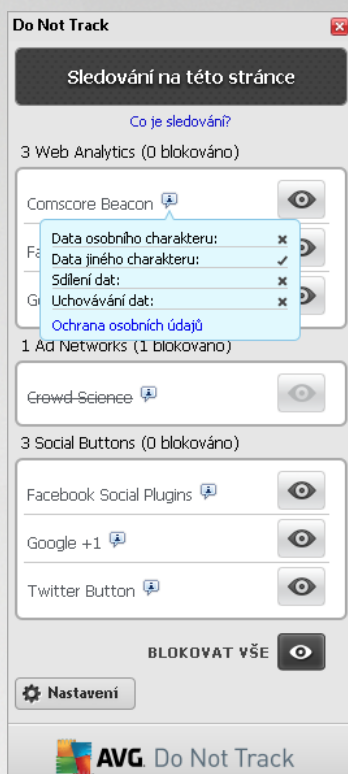 Do Not Track
Sledování na této stránce
Co je sledování?
3 Web Analytics (0 blokováno)
Comscore Beacon
Data osobního charakteru:
Data jiného charakteru:
Sdílení dat:
Uchovávání dat:
Ochrana osobních údajů
Fa
G
1 Ad Networks (1 blokováno)
Crowd Science
3 Social Buttons (0 blokováno)
Facebook Social Plugins
Google +1
Twitter Button
BLOKOVAT VŠE
Nastavení
AVG. Do Not Track